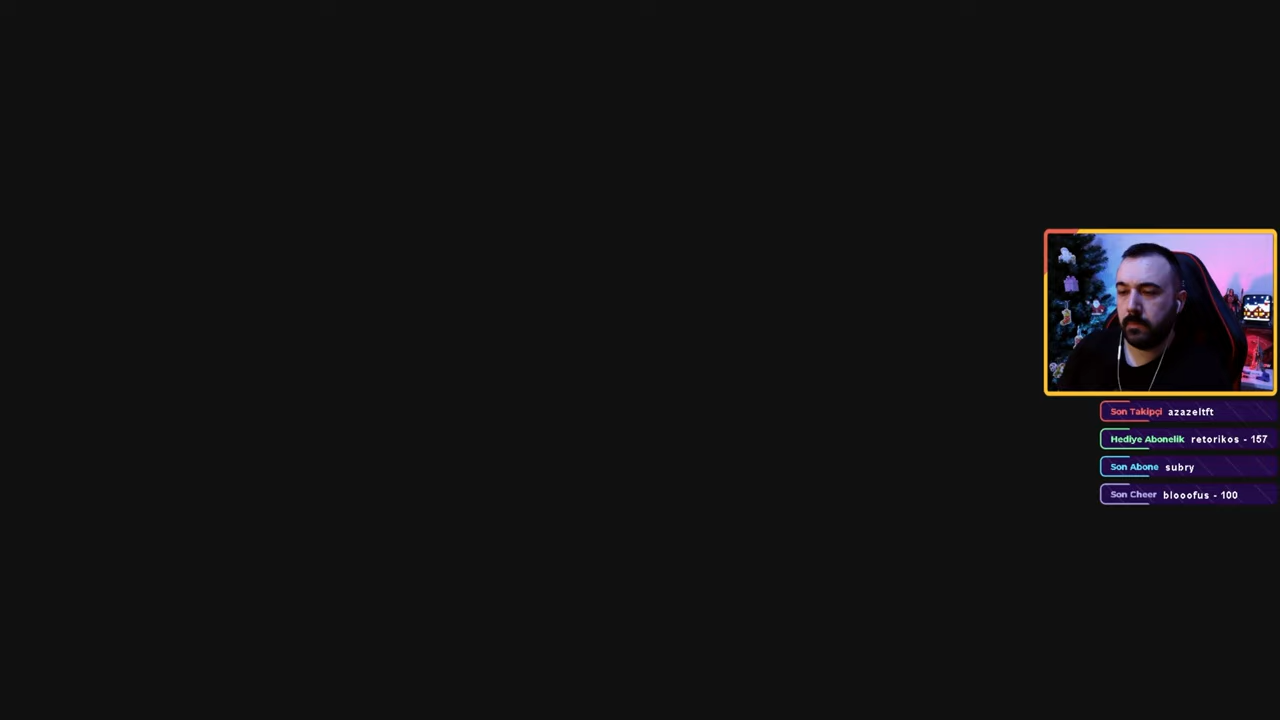 Son Takipçi azazeltft
Hediye Abonelik retorikos - 157
Son Abone subry
Son Cheer blooofus - 100